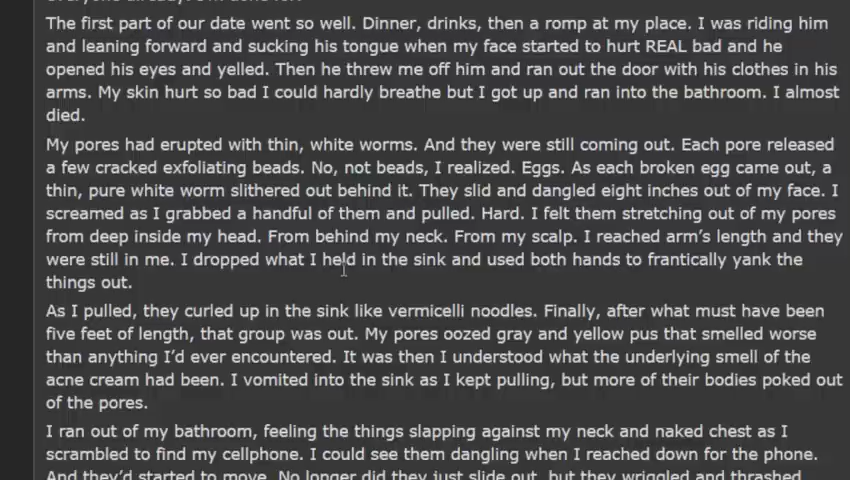 The first part of our date went so well. Dinner, drinks, then a romp at my place. I was riding him
and leaning forward and sucking his tongue when my face started to hurt REAL bad and he
opened his eyes and yelled. Then he threw me off him and ran out the door with his clothes in his
arms. My skin hurt so bad I could hardly breathe but I got up and ran into the bathroom. I almost
died.
My pores had erupted with thin, white worms. And they were still coming out. Each pore released
a few cracked exfoliating beads. No, not beads, I realized. Eggs. As each broken egg came out, a
thin, pure white worm slithered out behind it. They slid and dangled eight inches out of my face. I
screamed as I grabbed a handful of them and pulled. Hard. I felt them stretching out of my pores
from deep inside my head. From behind my neck. From my scalp. I reached arm's length and they
were still in me. I dropped what I held in the sink and used both hands to frantically yank the
things out.
As I pulled, they curled up in the sink like vermicelli noodles. Finally, after what must have been
five feet of length, that group was out. My pores oozed gray and yellow pus that smelled worse
than anything I'd ever encountered. It was then I understood what the underlying smell of the
acne cream had been. I vomited into the sink as I kept pulling, but more of their bodies poked out
of the pores.
I ran out of my bathroom, feeling the things slapping against my neck and naked chest as I
scrambled to find my cellphone. I could see them dangling when I reached down for the phone.
And they'd started to move. No longer did they just slide out, but they wriggled and thrashed